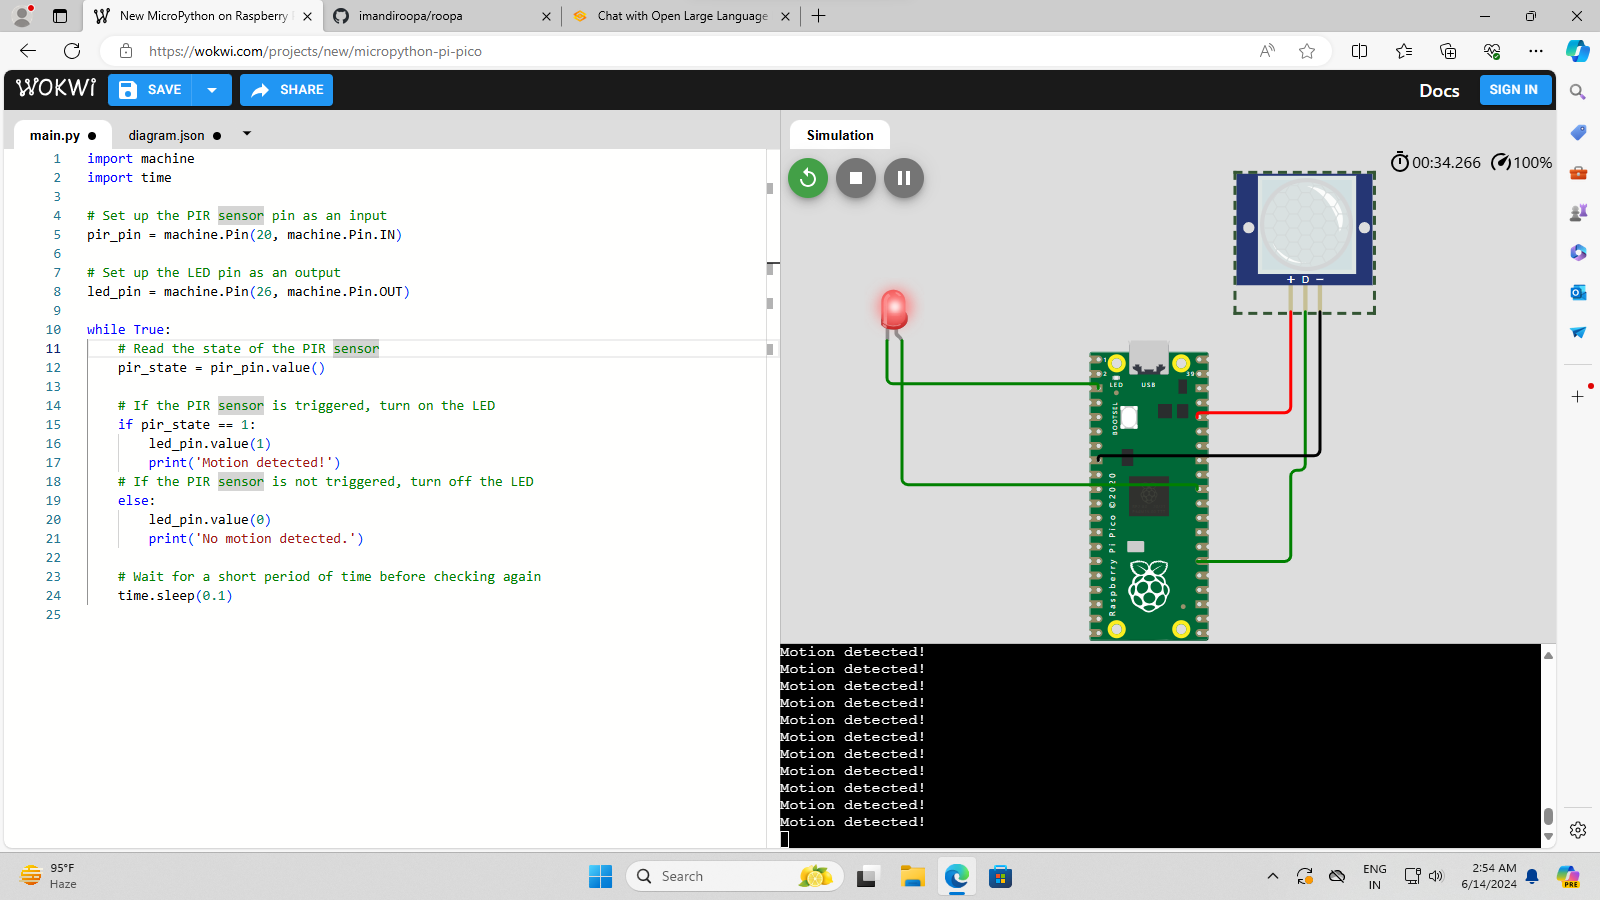 New MicroPython on Raspberry
imandiroopa/roopa
Chat with Open Large Language
https://wokwi.com/projects/new/micropython-pi-pico
WOKWi
SAVE
SHARE
Docs
SIGN IN
main.py
diagram.json
Simulation
00:34.266
100%
1 import machine
2 import time
3
4 # Set up the PIR sensor pin as an input
5 pir_pin = machine.Pin(20, machine.Pin.IN)
6
7 # Set up the LED pin as an output
8 led_pin = machine.Pin(26, machine.Pin.OUT)
9
10 while True:
11 # Read the state of the PIR sensor
12 pir_state = pir_pin.value()
13
14 # If the PIR sensor is triggered, turn on the LED
15 if pir_state == 1:
16 led_pin.value(1)
17 print('Motion detected!')
18 # If the PIR sensor is not triggered, turn off the LED
19 else:
20 led_pin.value(0)
21 print('No motion detected.')
22
23 # Wait for a short period of time before checking again
24 time.sleep(0.1)
25
+ D −
1
2
39
LED
USB
BOOTSEL
Raspberry Pi Pico ©2020
Motion detected!
Motion detected!
Motion detected!
Motion detected!
Motion detected!
Motion detected!
Motion detected!
Motion detected!
Motion detected!
Motion detected!
Motion detected!
95°F
Haze
Search
ENG
IN
2:54 AM
6/14/2024
PRE